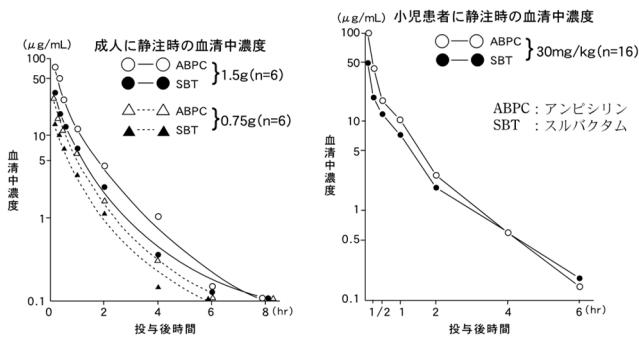 成人に静注時の血清中濃度
(μg/mL)
100
50
10
5
1
0.5
0.1
血清中濃度
ABPC
SBT
1.5g(n=6)
ABPC
SBT
0.75g(n=6)
0
2
4
6
8
(hr)
投与後時間
小児患者に静注時の血清中濃度
(μg/mL)
100
50
10
5
1
0.5
0.1
血清中濃度
ABPC
SBT
30mg/kg(n=16)
ABPC：アンピシリン
SBT：スルバクタム
1/2
1
2
4
6
(hr)
投与後時間